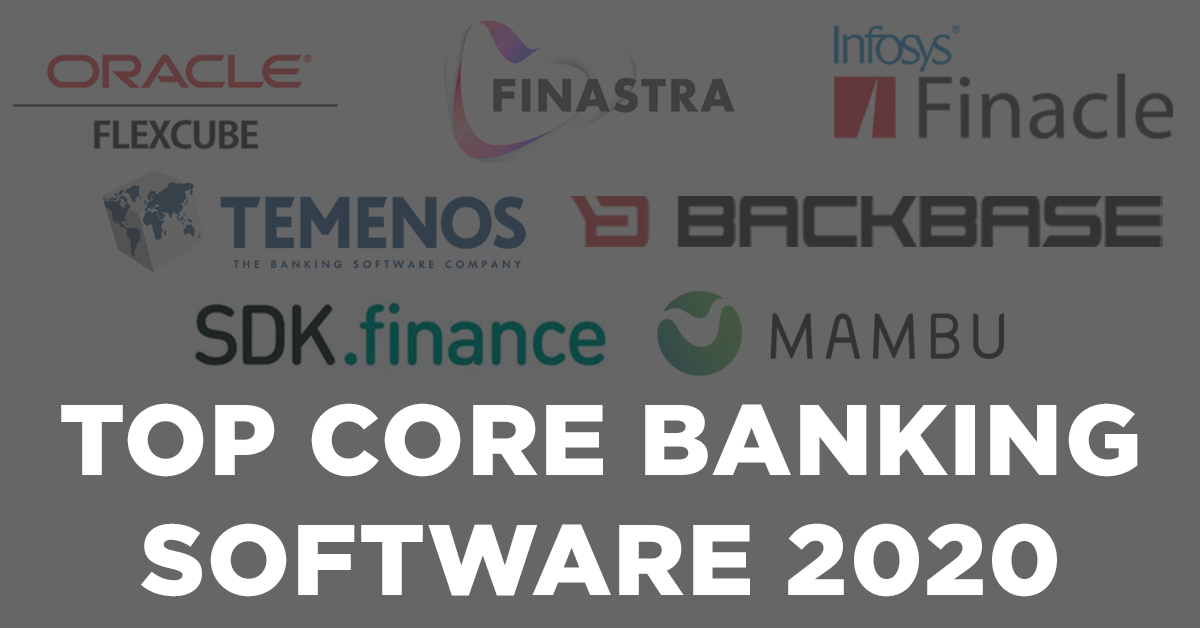 ORACLE®
FLEXCUBE
FINASTRA
Infosys®
Finacle
TEMENOS
THE BANKING SOFTWARE COMPANY
BACKBASE
SDK.finance
MAMBU
TOP CORE BANKING
SOFTWARE 2020